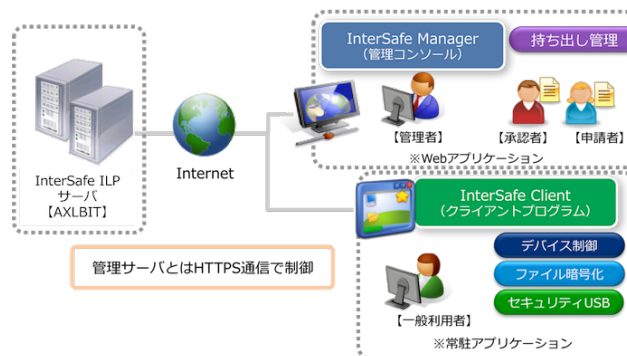 InterSafe Manager
(管理コンソール)
持ち出し管理
【管理者】
【承認者】
【申請者】
※Webアプリケーション
Internet
InterSafe ILP
サーバ
【AXLBIT】
InterSafe Client
(クライアントプログラム)
デバイス制御
ファイル暗号化
セキュリティUSB
管理サーバとはHTTPS通信で制御
【一般利用者】
※常駐アプリケーション